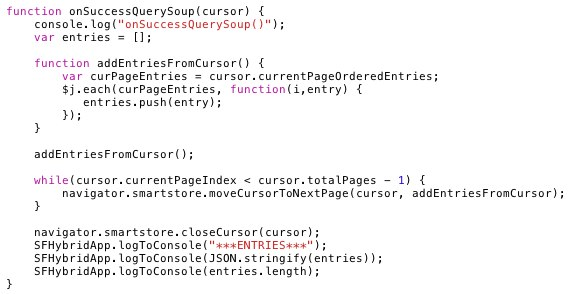 function onSuccessQuerySoup(cursor) {
    console.log("onSuccessQuerySoup()");
    var entries = [];

    function addEntriesFromCursor() {
        var curPageEntries = cursor.currentPageOrderedEntries;
        $j.each(curPageEntries, function(i,entry) {
           entries.push(entry);
        });
    }

    addEntriesFromCursor();

    while(cursor.currentPageIndex < cursor.totalPages - 1) {
        navigator.smartstore.moveCursorToNextPage(cursor, addEntriesFromCursor);
    }

    navigator.smartstore.closeCursor(cursor);
    SFHybridApp.logToConsole("***ENTRIES***");
    SFHybridApp.logToConsole(JSON.stringify(entries));
    SFHybridApp.logToConsole(entries.length);
}